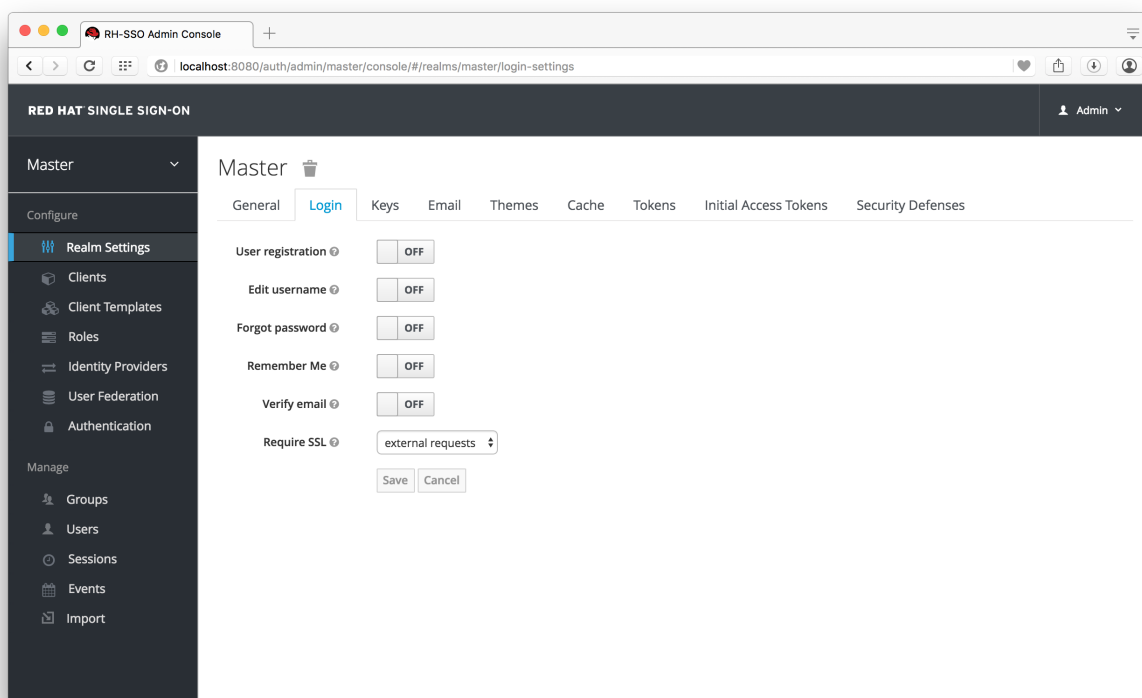 RH-SSO Admin Console
localhost:8080/auth/admin/master/console/#/realms/master/login-settings
RED HAT SINGLE SIGN-ON
Admin
Master
Configure
Realm Settings
Clients
Client Templates
Roles
Identity Providers
User Federation
Authentication
Manage
Groups
Users
Sessions
Events
Import
Master
General Login Keys Email Themes Cache Tokens Initial Access Tokens Security Defenses
User registration OFF
Edit username OFF
Forgot password OFF
Remember Me OFF
Verify email OFF
Require SSL external requests
Save Cancel